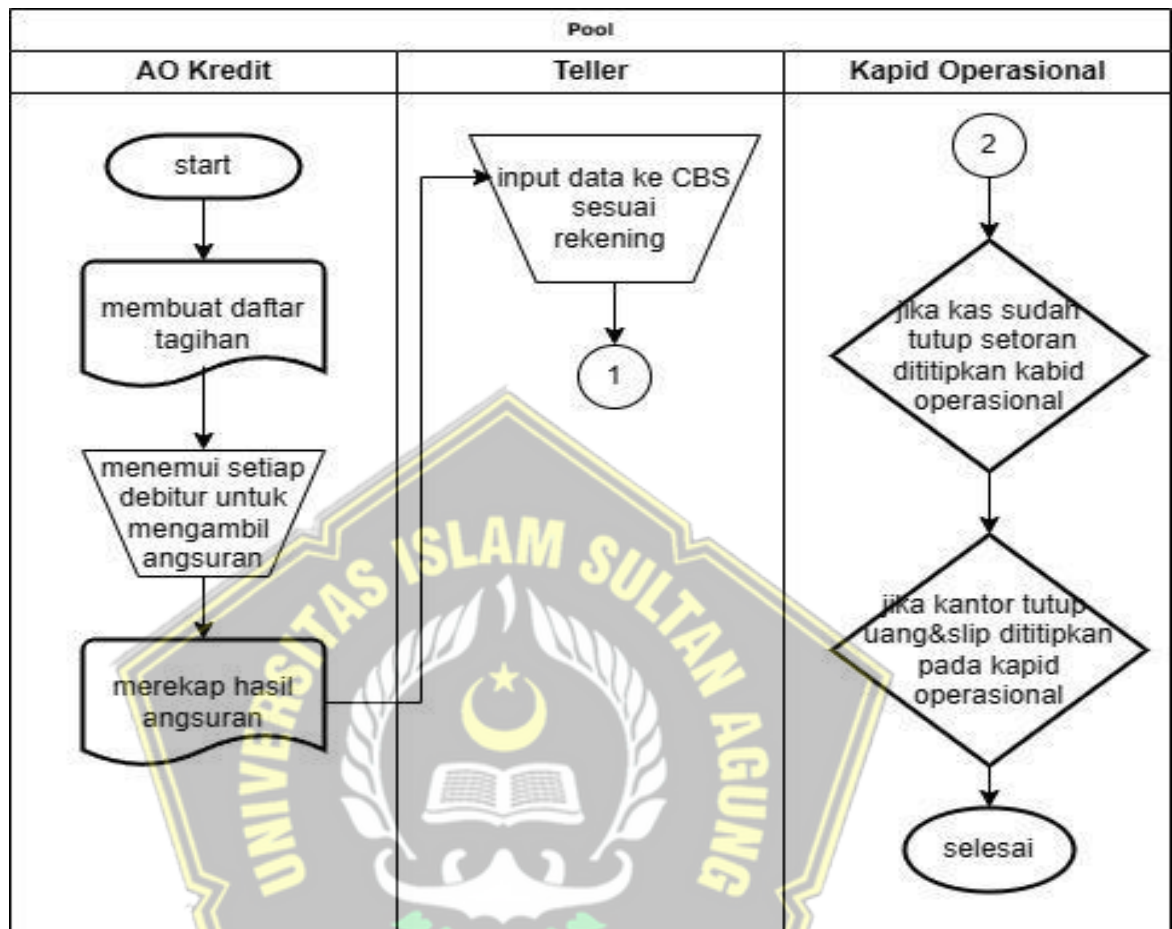 Pool
AO Kredit
Teller
Kapid Operasional
start
membuat daftar
tagihan
menemui setiap
debitur untuk
mengambil
angsuran
merekap hasil
angsuran
input data ke CBS
sesuai
rekening
1
2
jika kas sudah
tutup setoran
dititipkan kabid
operasional
jika kantor tutup
uang&slip dititipkan
pada kapid
operasional
selesai
UNIVERSITAS ISLAM SULTAN AGUNG